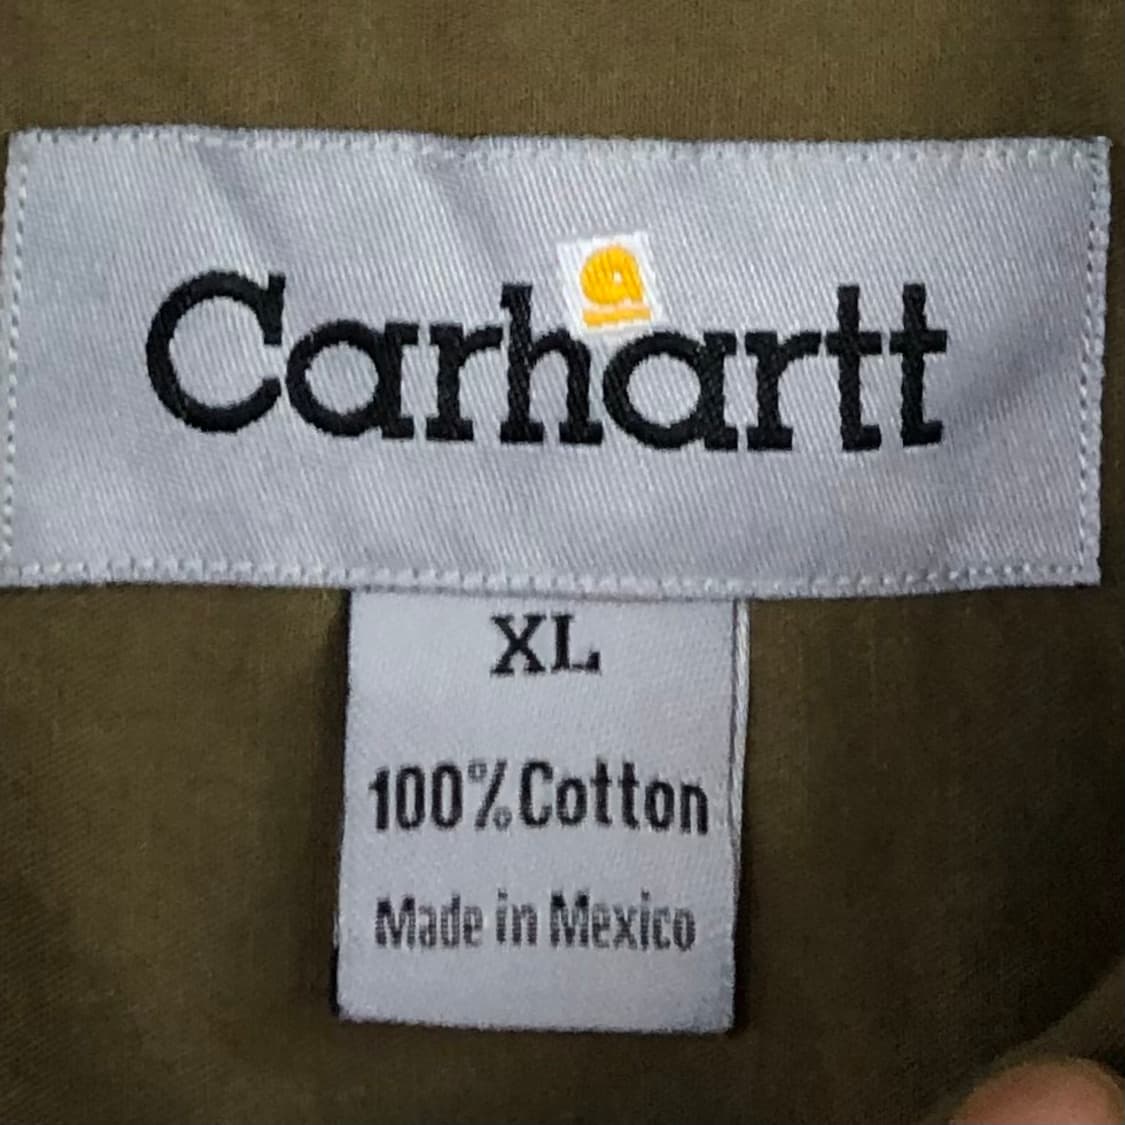 Carhartt
XL
100% Cotton
Made in Mexico